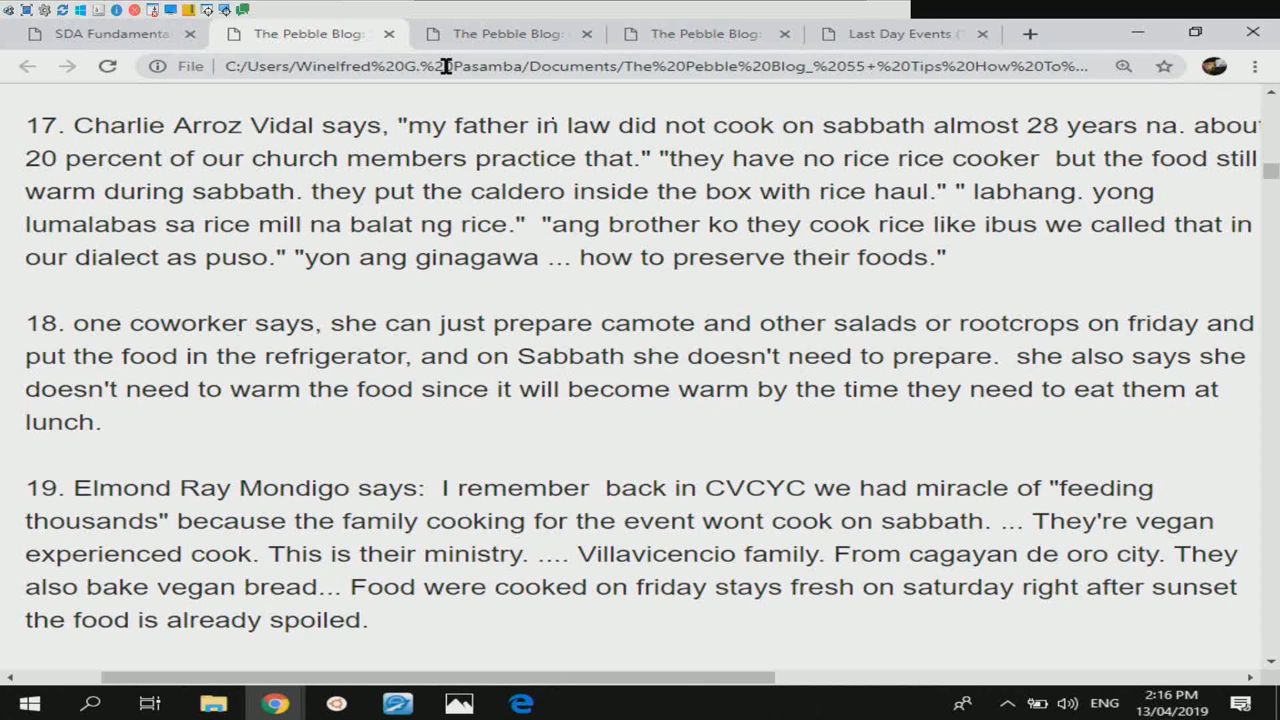 SDA Fundamenta
The Pebble Blog:
The Pebble Blog:
The Pebble Blog:
Last Day Events (
File C:/Users/Winelfred%20G.%20Pasamba/Documents/The%20Pebble%20Blog_%2055+%20Tips%20How%20To%...
17. Charlie Arroz Vidal says, "my father in law did not cook on sabbath almost 28 years na. about
20 percent of our church members practice that." "they have no rice rice cooker but the food still
warm during sabbath. they put the caldero inside the box with rice haul." " labhang. yong
lumalabas sa rice mill na balat ng rice." "ang brother ko they cook rice like ibus we called that in
our dialect as puso." "yon ang ginagawa ... how to preserve their foods."
18. one coworker says, she can just prepare camote and other salads or rootcrops on friday and
put the food in the refrigerator, and on Sabbath she doesn't need to prepare. she also says she
doesn't need to warm the food since it will become warm by the time they need to eat them at
lunch.
19. Elmond Ray Mondigo says: I remember back in CVCYC we had miracle of "feeding
thousands" because the family cooking for the event wont cook on sabbath. ... They're vegan
experienced cook. This is their ministry. .... Villavicencio family. From cagayan de oro city. They
also bake vegan bread... Food were cooked on friday stays fresh on saturday right after sunset
the food is already spoiled.
ENG
2:16 PM
13/04/2019